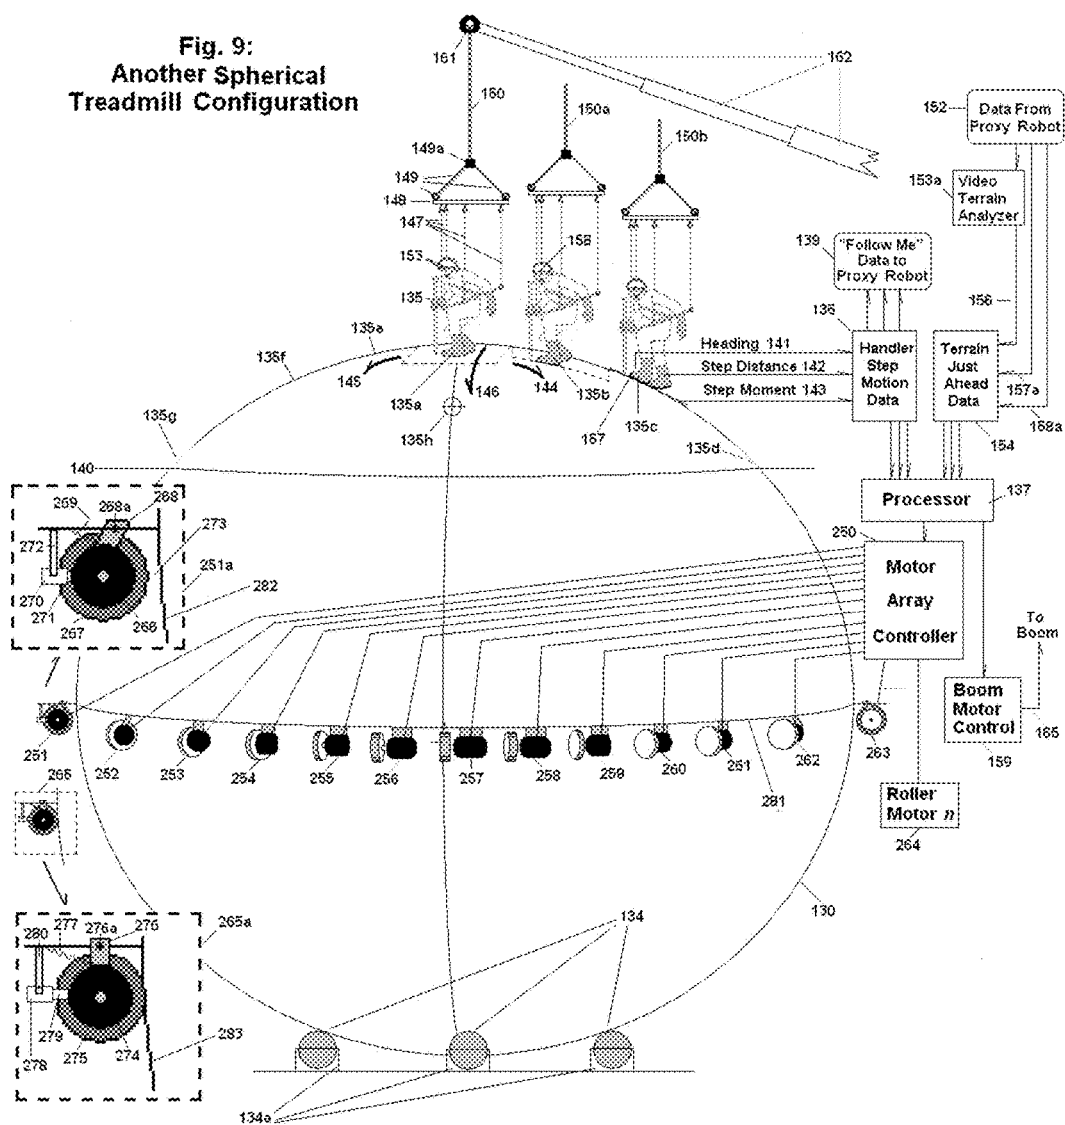 Fig. 9:
Another Spherical
Treadmill Configuration
161
162
160
150a
150b
149a
149
148
147
153
158
135
152
Data From
Proxy Robot
153a
Video
Terrain
Analyzer
139
"Follow Me"
Data to
Proxy Robot
136
156
Handler
Step
Motion
Data
Terrain
Just
Ahead
Data
157a
158a
154
Heading 141
Step Distance 142
Step Moment 143
135e
135f
145
135a
146
144
135b
157
135c
135g
135h
135d
140
Processor
137
250
Motor
Array
Controller
269
268a
268
272
273
251a
270
271
282
267
266
To
Boom
Boom
Motor
Control
165
159
251
252
253
254
255
256
257
258
259
260
261
262
263
281
Roller
Motor n
264
265
130
280
277
276a
276
265a
134
279
278
275
274
283
134a